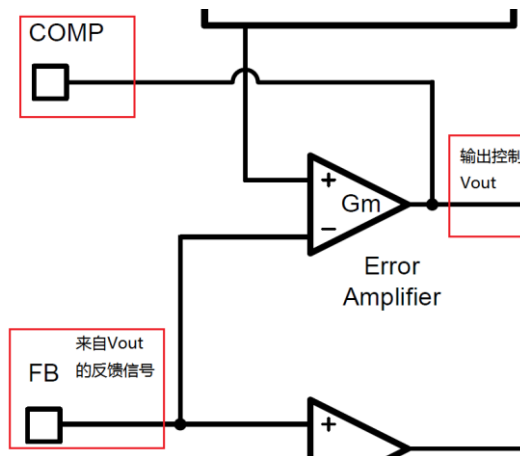 COMP
+
Gm
−
输出控制
Vout
Error
Amplifier
来自Vout
的反馈信号
FB
+